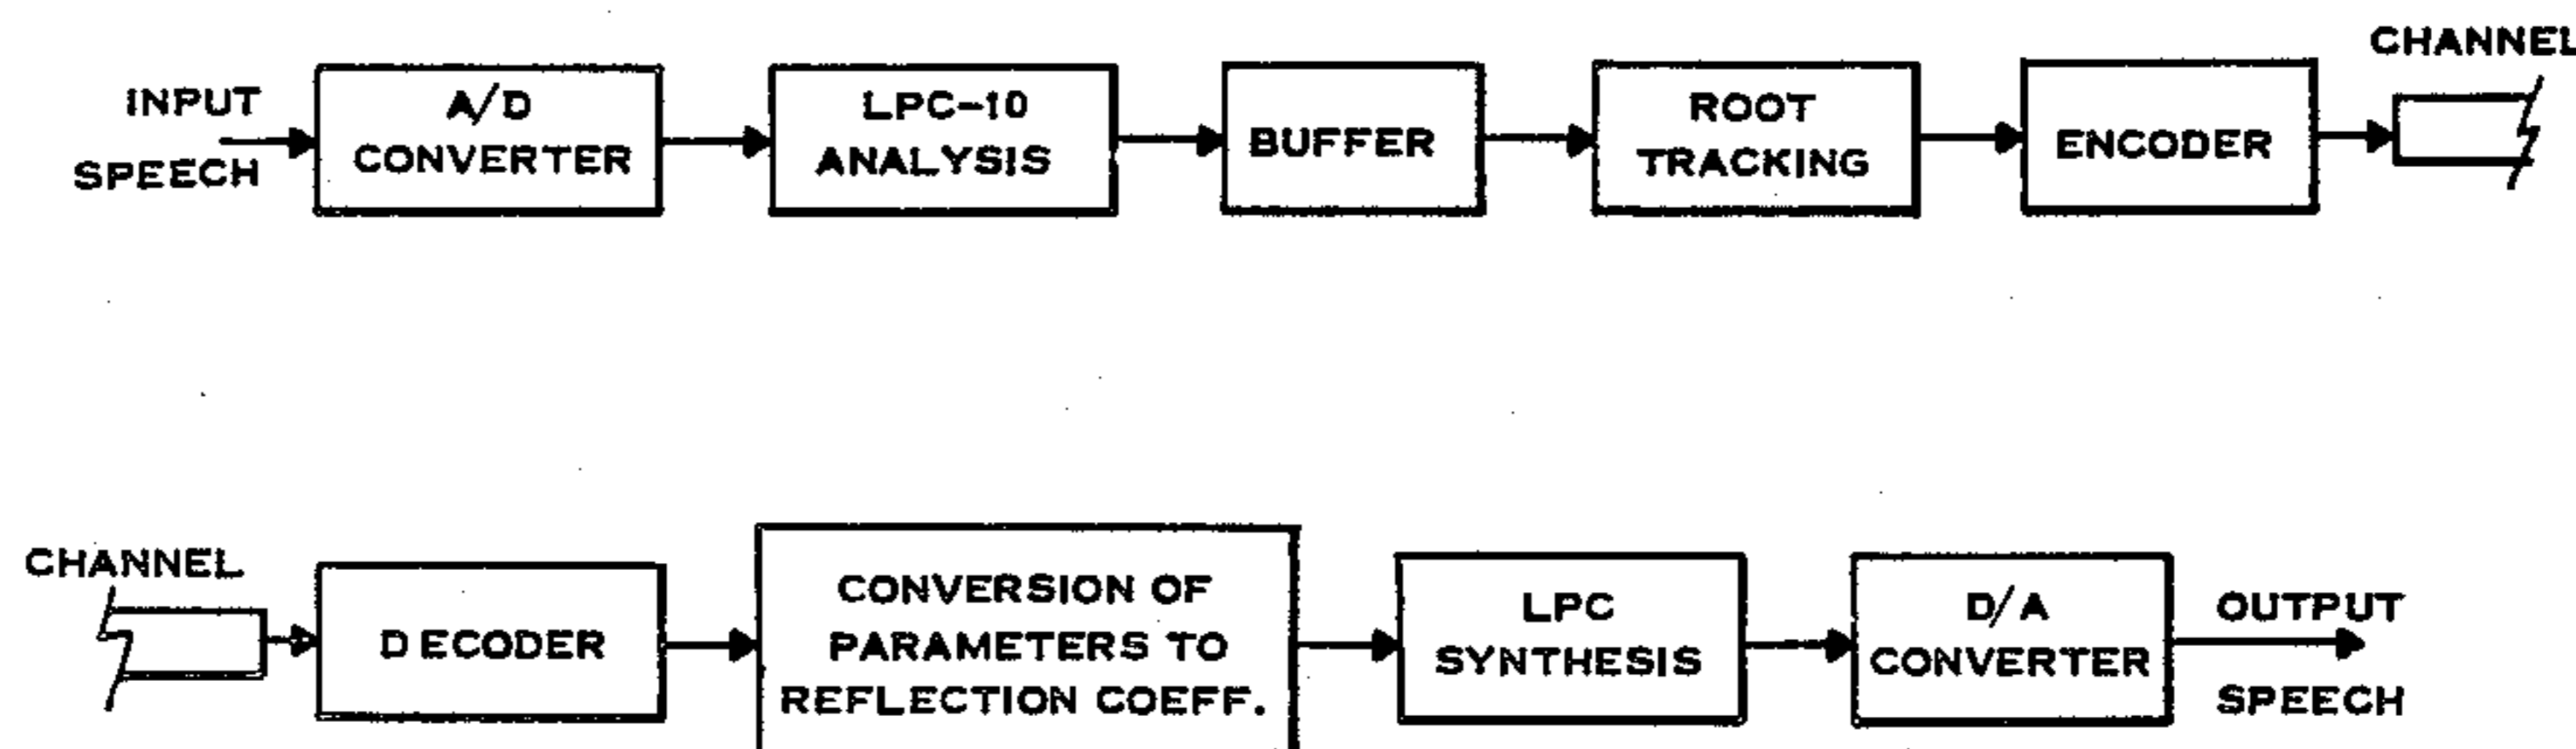 CHANNEL
INPUT
SPEECH
A/D
CONVERTER
LPC-10
ANALYSIS
BUFFER
ROOT
TRACKING
ENCODER
CHANNEL
DECODER
CONVERSION OF
PARAMETERS TO
REFLECTION COEFF.
LPC
SYNTHESIS
D/A
CONVERTER
OUTPUT
SPEECH